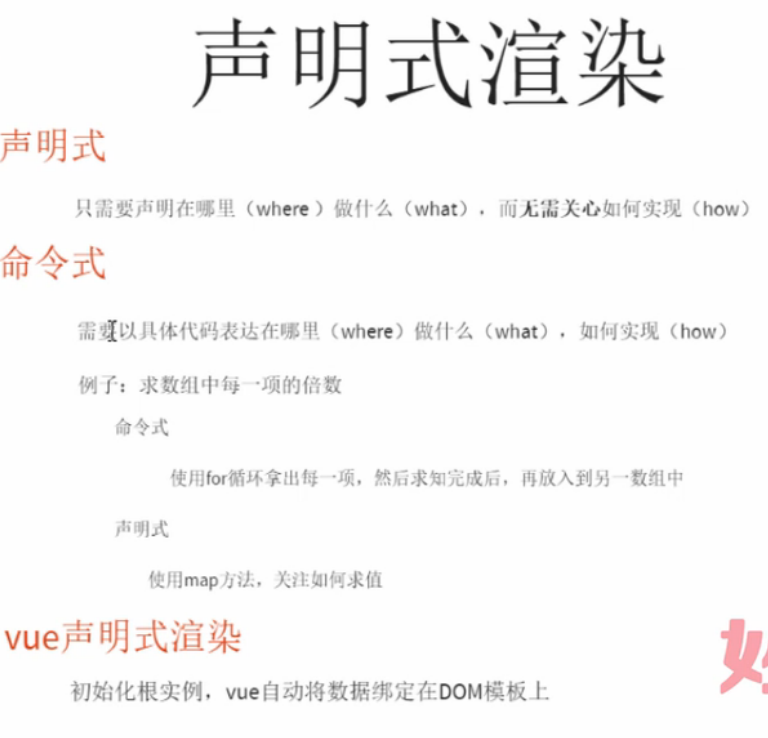 声明式渲染
声明式
只需要声明在哪里（where ）做什么（what），而无需关心如何实现（how）
命令式
需要以具体代码表达在哪里（where）做什么（what），如何实现（how）
例子：求数组中每一项的倍数
命令式
使用for循环拿出每一项，然后求知完成后，再放入到另一数组中
声明式
使用map方法，关注如何求值
vue声明式渲染
初始化根实例，vue自动将数据绑定在DOM模板上